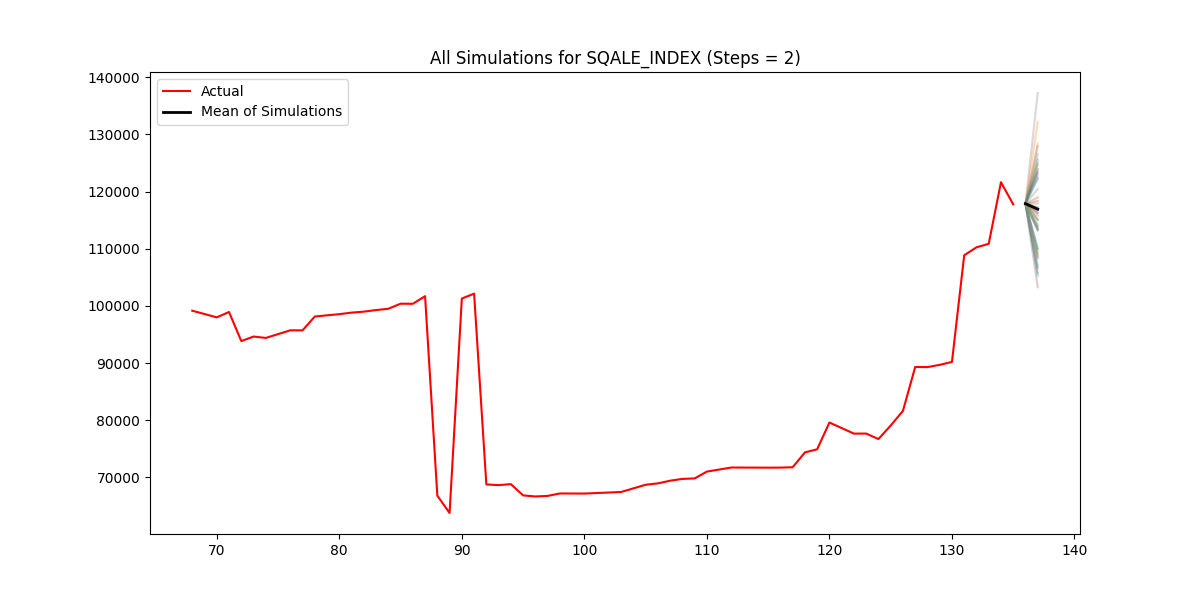 All Simulations for SQALE_INDEX (Steps = 2)
140000
Actual
Mean of Simulations
130000
120000
110000
100000
90000
80000
70000
70 80 90 100 110 120 130 140